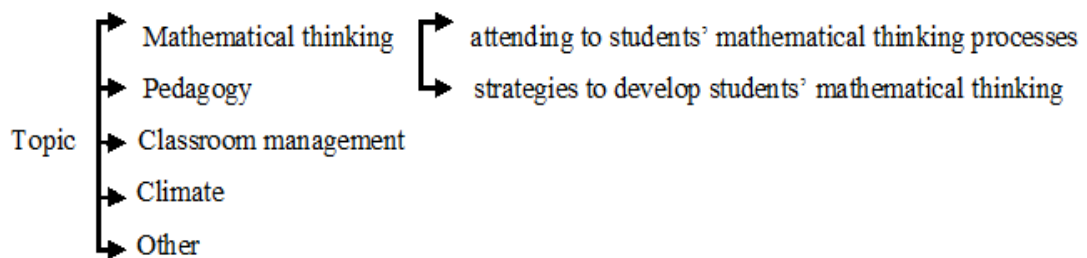 Mathematical thinking attending to students’ mathematical thinking processes
Pedagogy strategies to develop students’ mathematical thinking
Topic Classroom management
Climate
Other